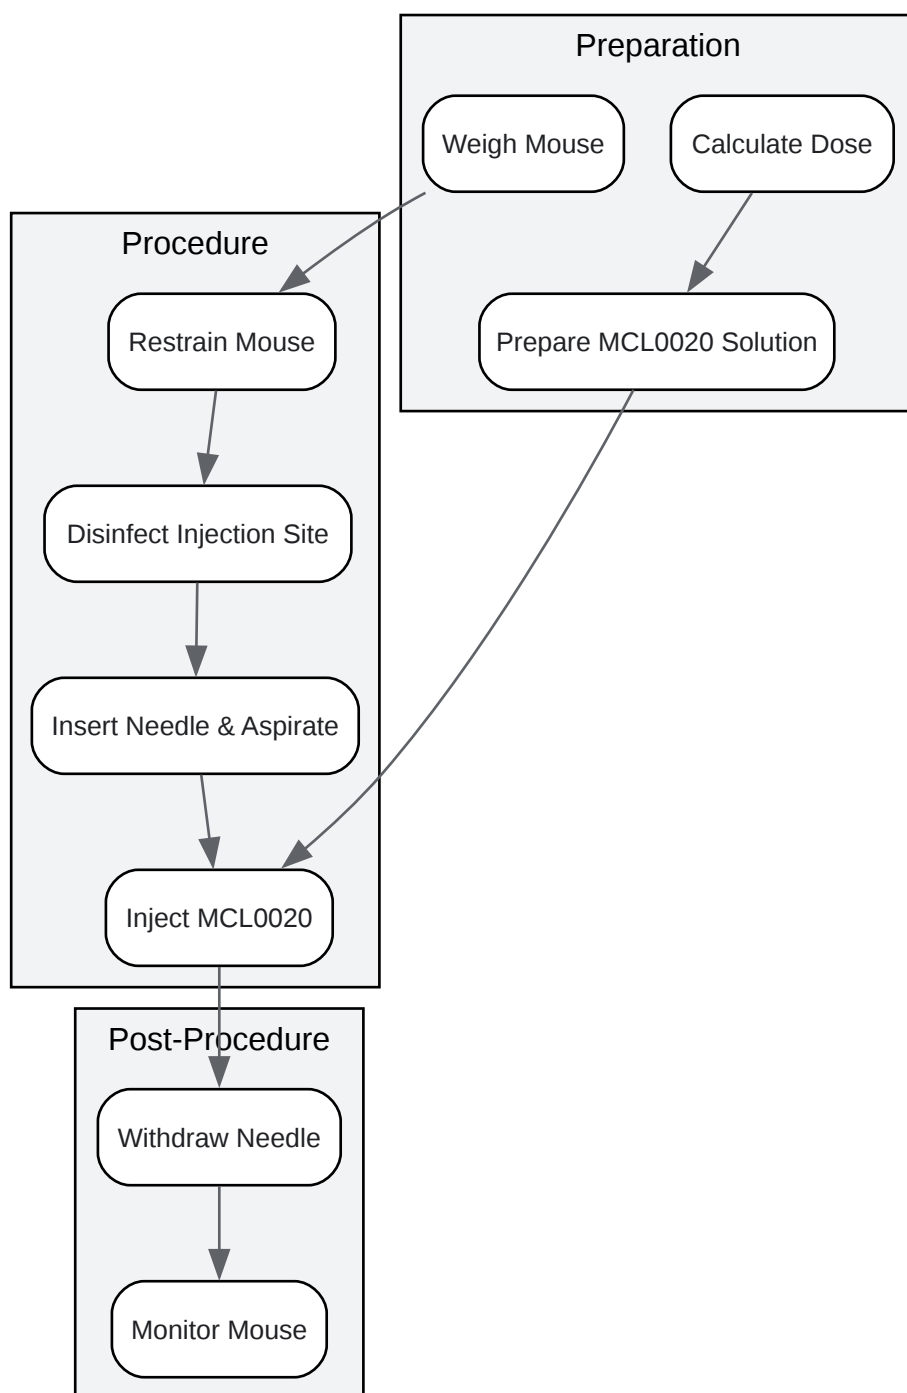 Preparation
Weigh Mouse
Calculate Dose
Prepare MCL0020 Solution
Procedure
Restrain Mouse
Disinfect Injection Site
Insert Needle & Aspirate
Inject MCL0020
Post-Procedure
Withdraw Needle
Monitor Mouse